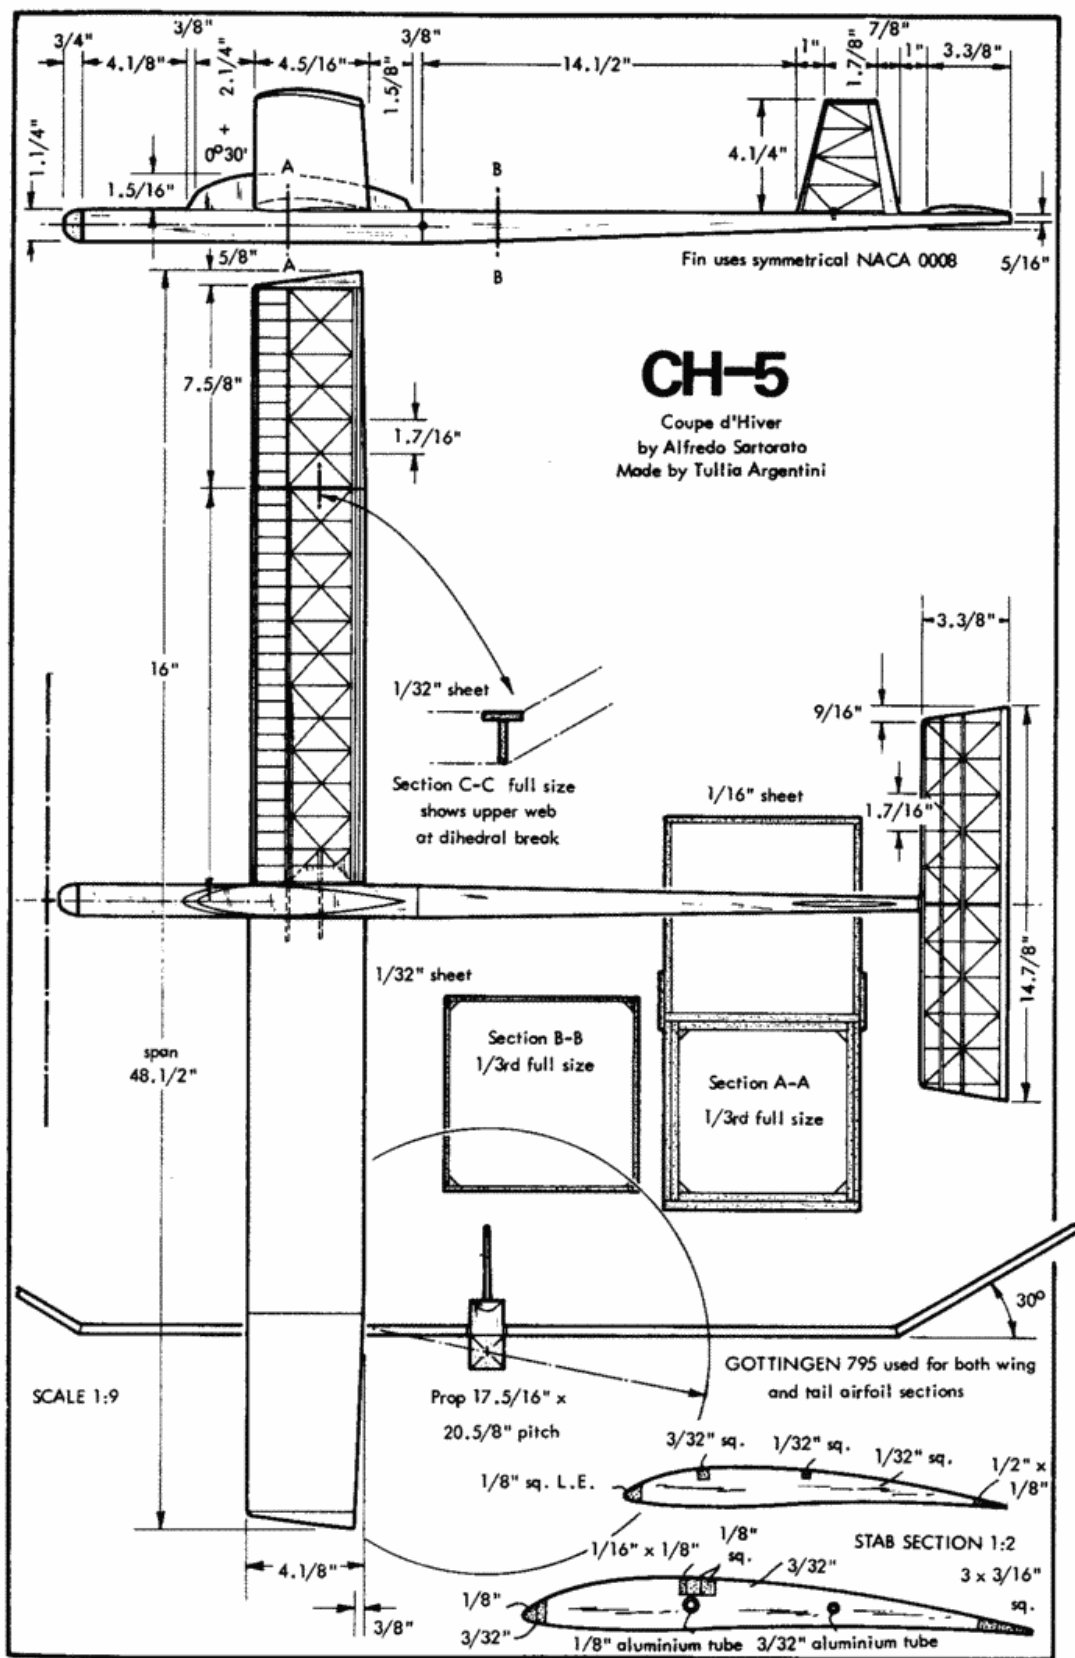 3/8"
3/4"
4.1/8"
2.1/4"
4.5/16"
3/8"
1.5/8"
14.1/2"
7/8"
1"
1.7/8"
1"
3.3/8"
1.1/4"
+
0°30'
1.5/16"
A
B
4.1/4"
5/8"
A
B
Fin uses symmetrical NACA 0008
5/16"
CH-5
Coupe d'Hiver
by Alfredo Sartorato
Made by Tullia Argentini
7.5/8"
1.7/16"
16"
3.3/8"
9/16"
1/32" sheet
Section C-C full size
shows upper web
at dihedral break
1/16" sheet
1.7/16"
14.7/8"
1/32" sheet
Section B-B
1/3rd full size
Section A-A
1/3rd full size
span
48.1/2"
30°
GOTTINGEN 795 used for both wing
and tail airfoil sections
SCALE 1:9
Prop 17.5/16" x
20.5/8" pitch
3/32" sq.
1/32" sq.
1/32" sq.
1/2" x
1/8"
1/8" sq. L.E.
STAB SECTION 1:2
1/16" x 1/8"
1/8"
sq.
3/32"
3 x 3/16"
sq.
4.1/8"
3/8"
1/8"
3/32"
1/8" aluminium tube
3/32" aluminium tube